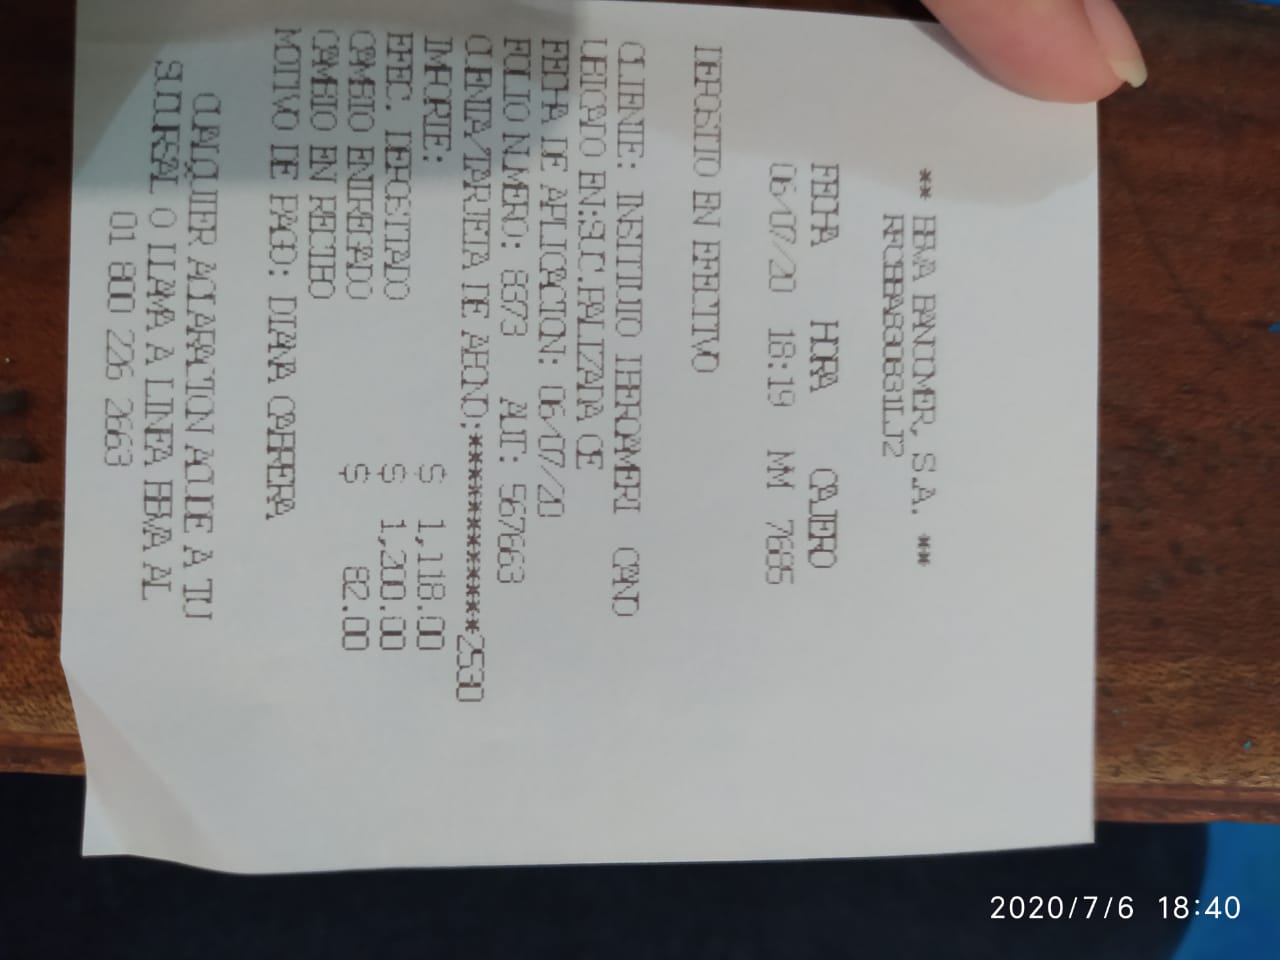 ** BBVA BANCOMER, S.A. **
RFC:BBA830831LJ2
FECHA HORA CAJERO
06/07/20 18:19 MM 7685
DEPOSITO EN EFECTIVO
CLIENTE: INSTITUTO IBEROAMERI CANO
UBICADO EN:SUC.PALIZADA CE
FECHA DE APLICACION: 06/07/20
FOLIO NUMERO: 8673 AUT: 567663
CUENTA/TARJETA DE ABONO:************2530
IMPORTE: $ 1,118.00
EFEC. DEPOSITADO $ 1,200.00
CAMBIO ENTREGADO $ 82.00
CAMBIO EN RECIBO
MOTIVO DE PAGO: DIANA CABRERA
CUALQUIER ACLARACION ACUDE A TU
SUCURSAL O LLAMA A LINEA BBVA AL
01 800 226 2663
2020/7/6 18:40